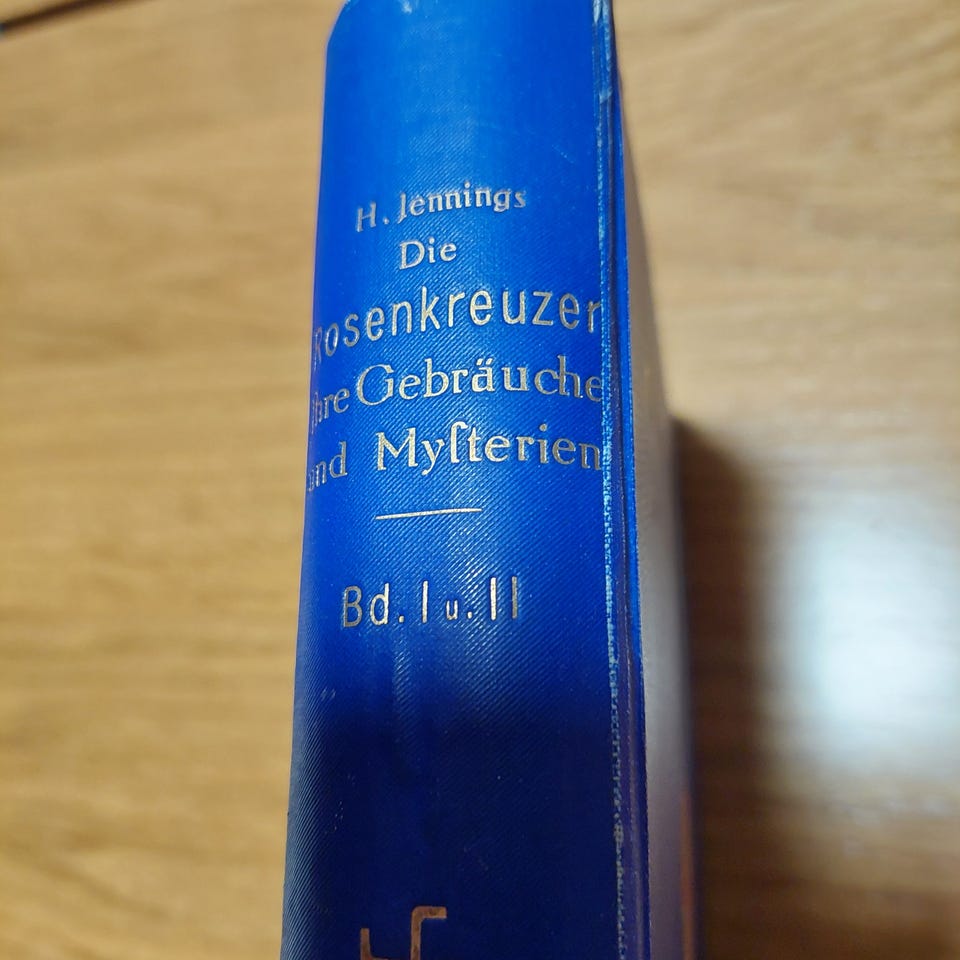 H. Jennings
Die
Rosenkreuzer
ihre Gebräuche
und Myſterien
Bd. I u. II